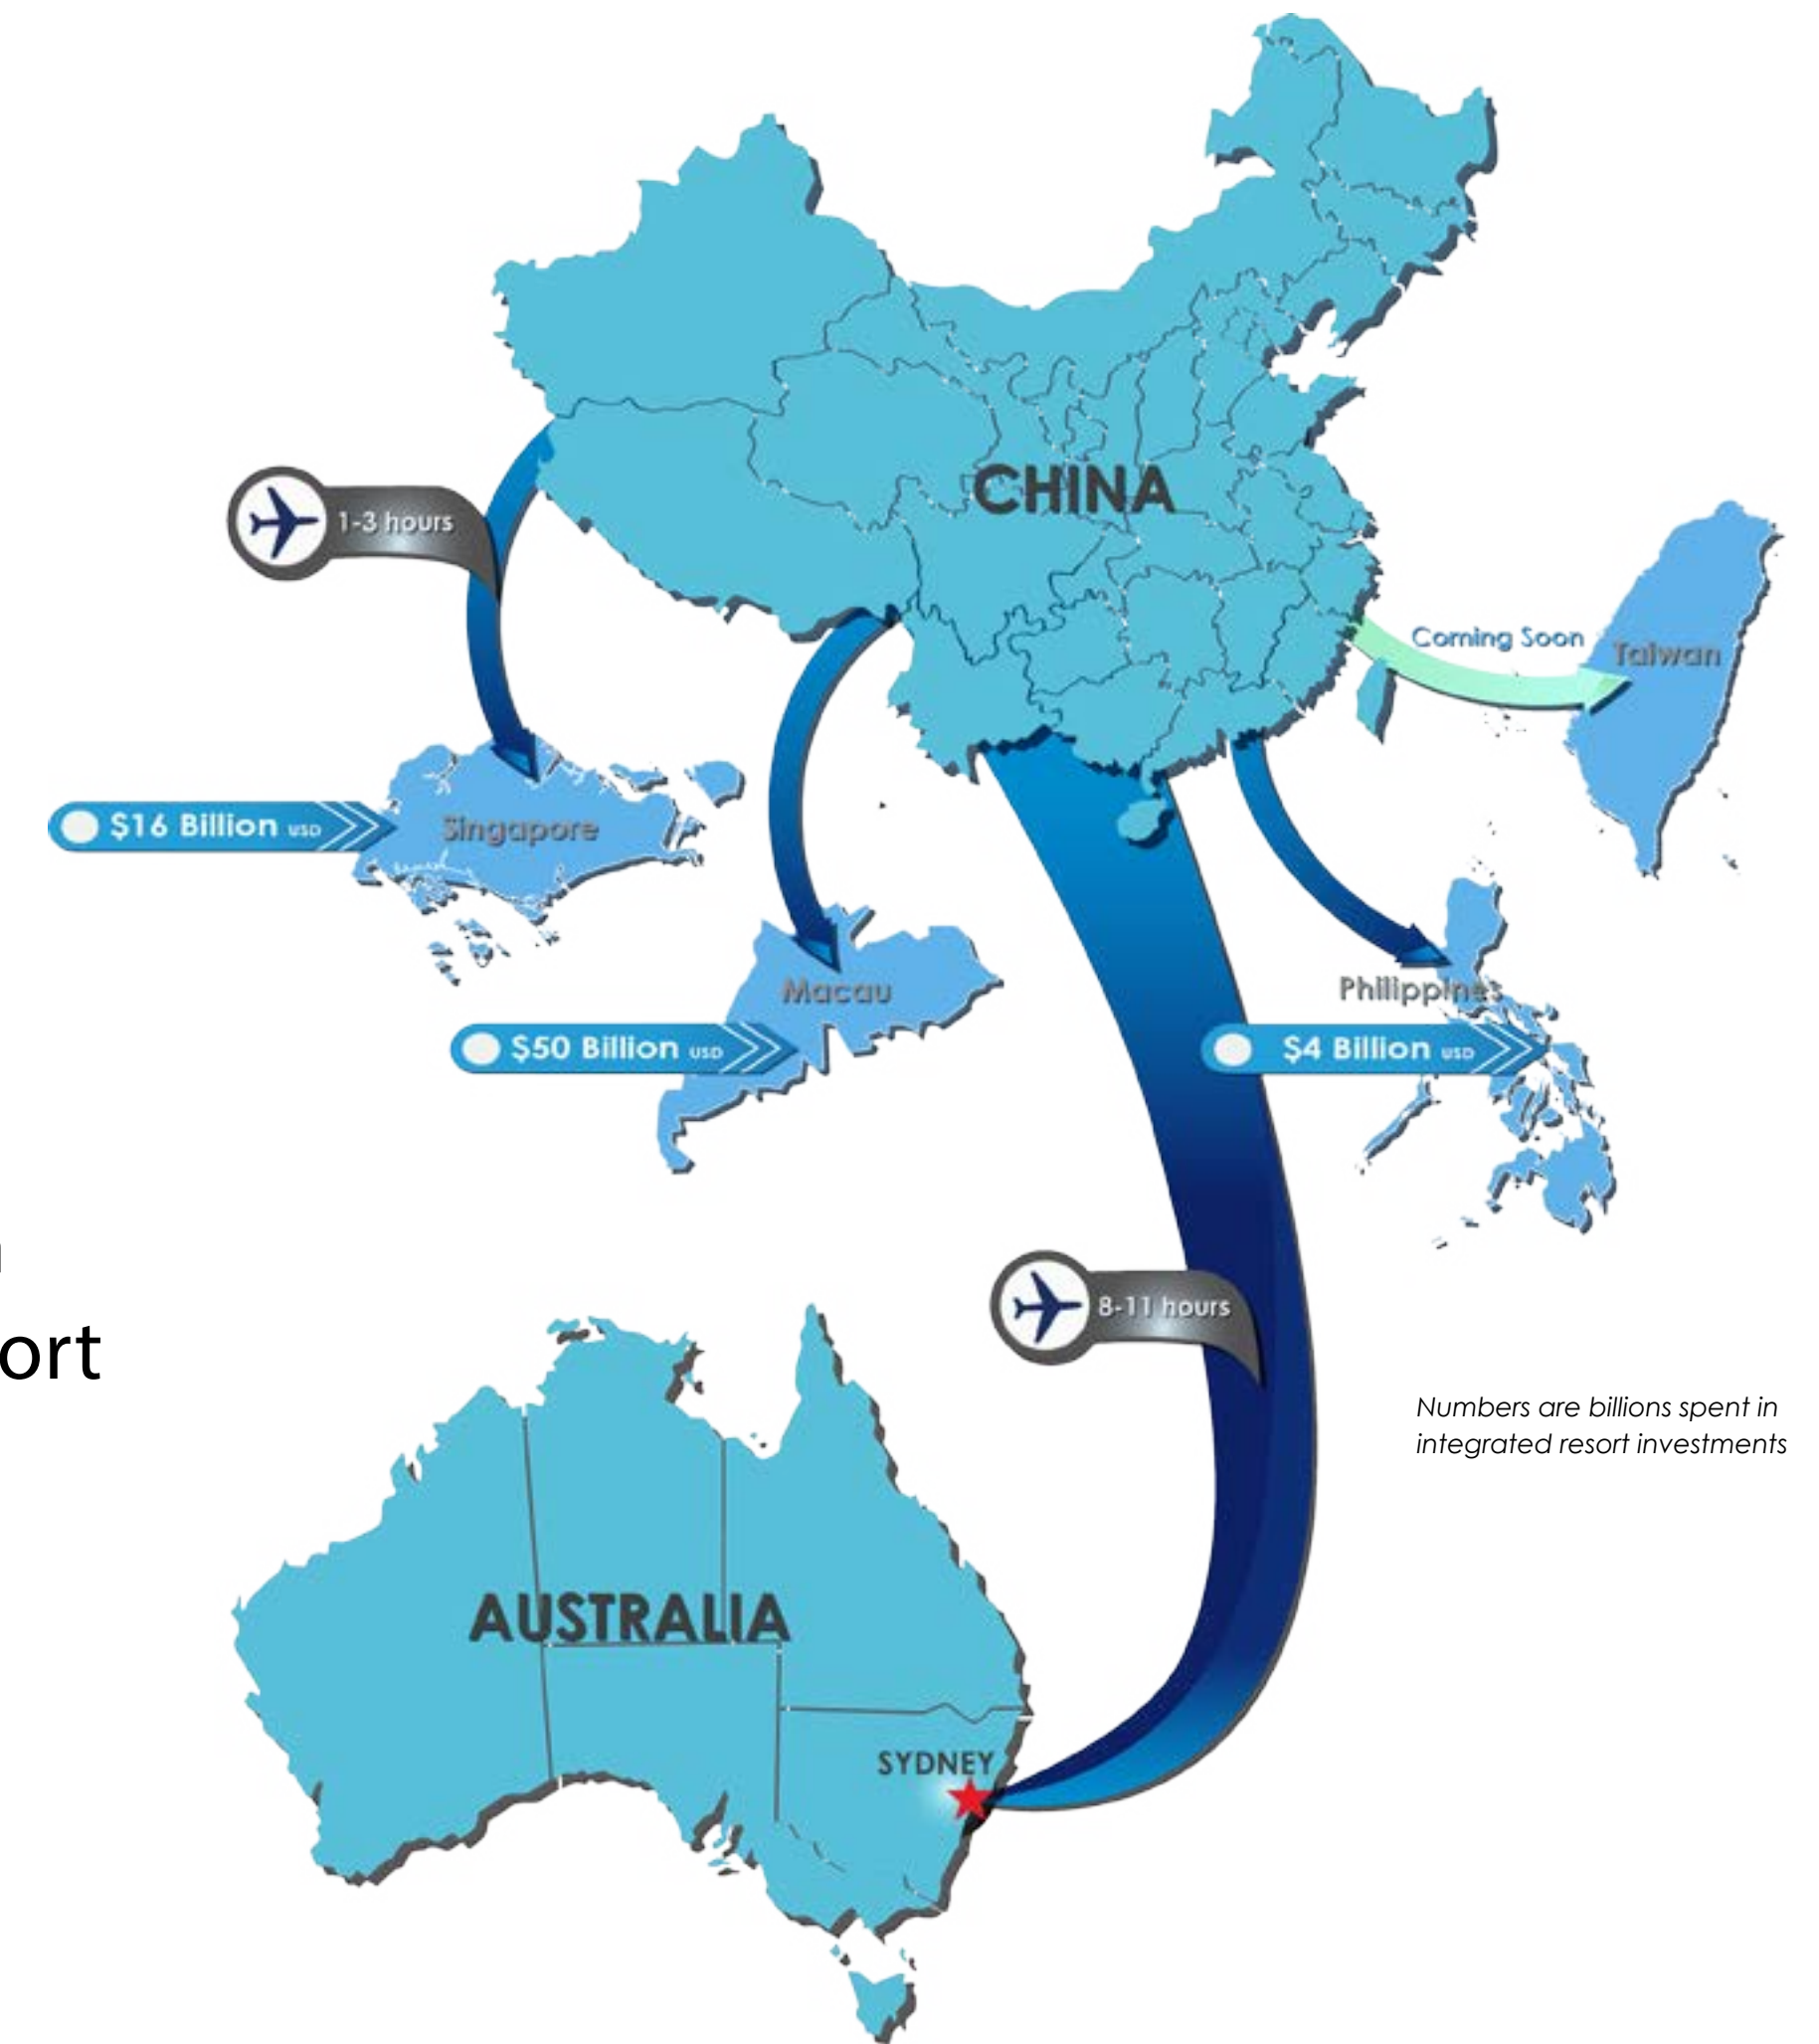 CHINA
1-3 hours
Coming Soon
Taiwan
$16 Billion USD
Singapore
Macau
Philippines
$50 Billion USD
$4 Billion USD
8-11 hours
ort
Numbers are billions spent in
integrated resort investments
AUSTRALIA
SYDNEY